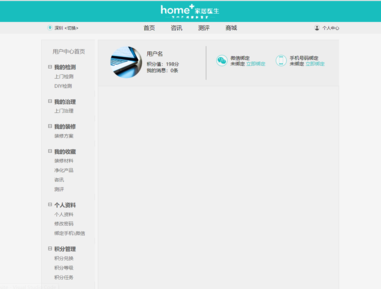 home+ 家居医生
深圳 <切换>
首页 资讯 测评 商城
个人中心
用户中心首页
我的检测
上门检测
DIY检测
我的治理
上门治理
我的装修
装修方案
我的收藏
装修材料
净化产品
资讯
测评
个人资料
个人资料
修改密码
绑定手机/微信
积分管理
积分兑换
积分等级
积分任务
用户名
积分值：198分
我的消息：0条
微信绑定
未绑定 立即绑定
手机号码绑定
未绑定 立即绑定